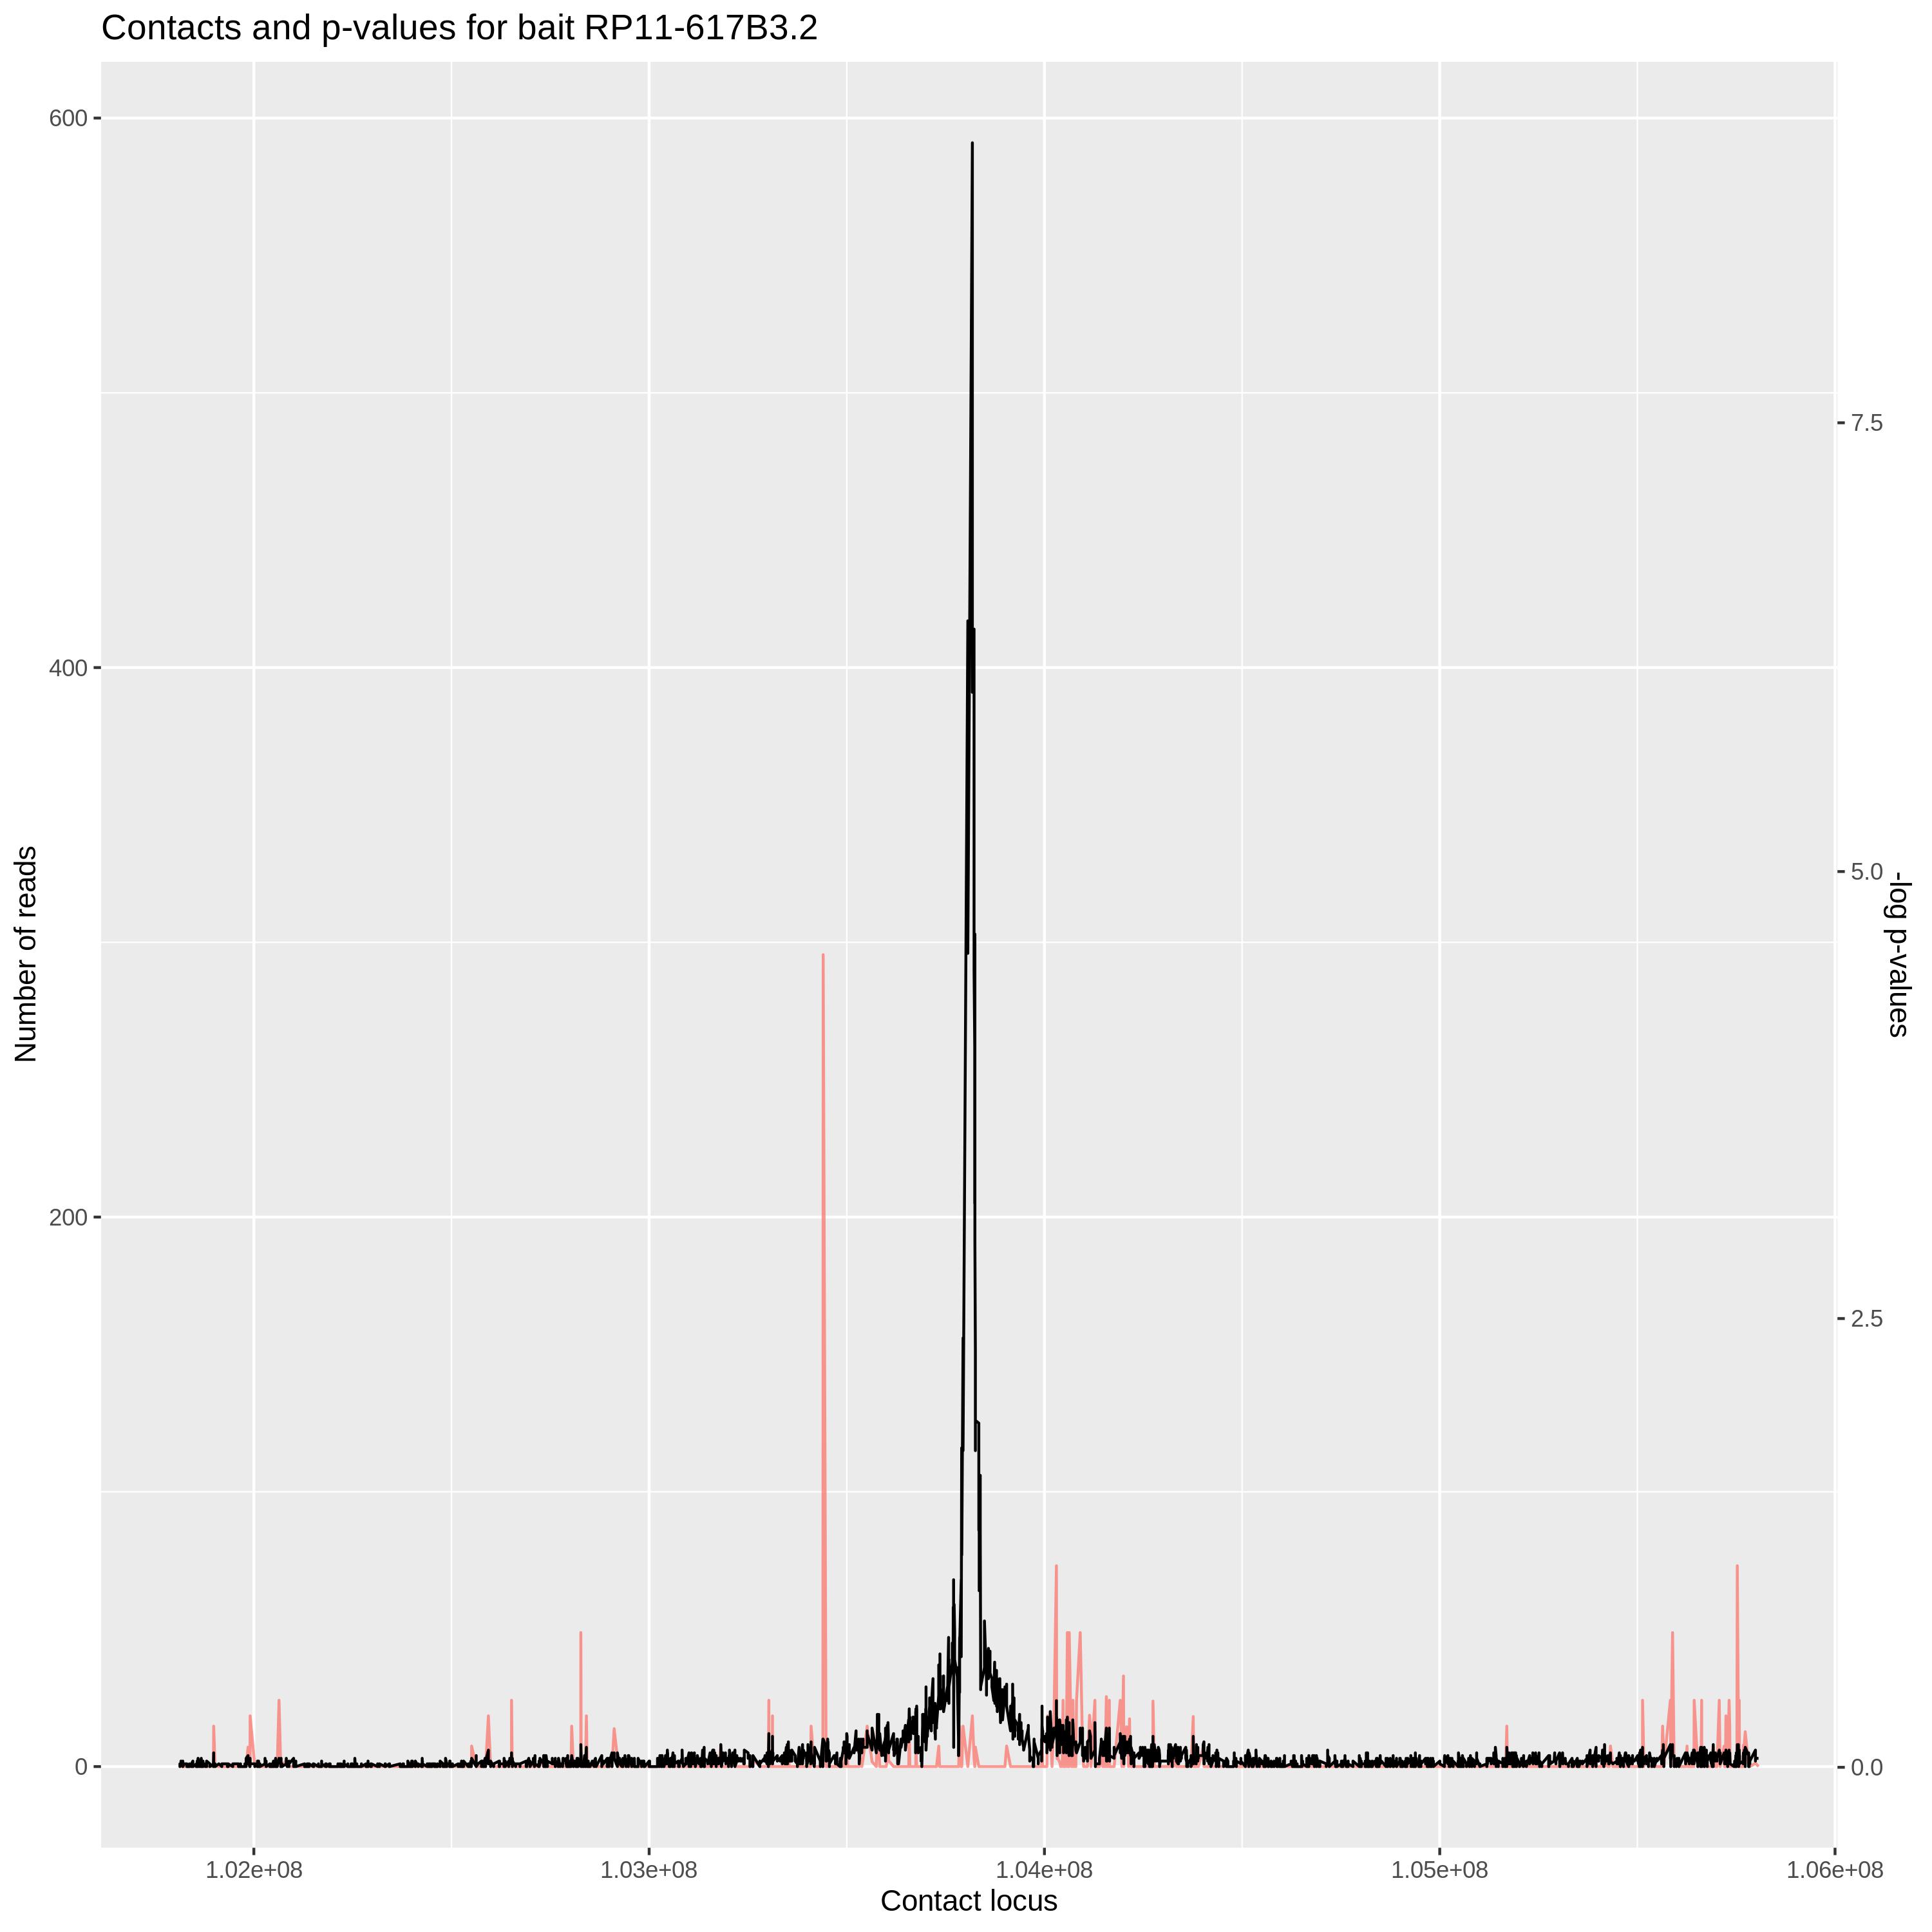 Contacts and p-values for bait RP11-617B3.2
600
400
200
0
Number of reads
7.5
5.0
2.5
0.0
-log p-values
1.02e+08
1.03e+08
1.04e+08
1.05e+08
1.06e+08
Contact locus